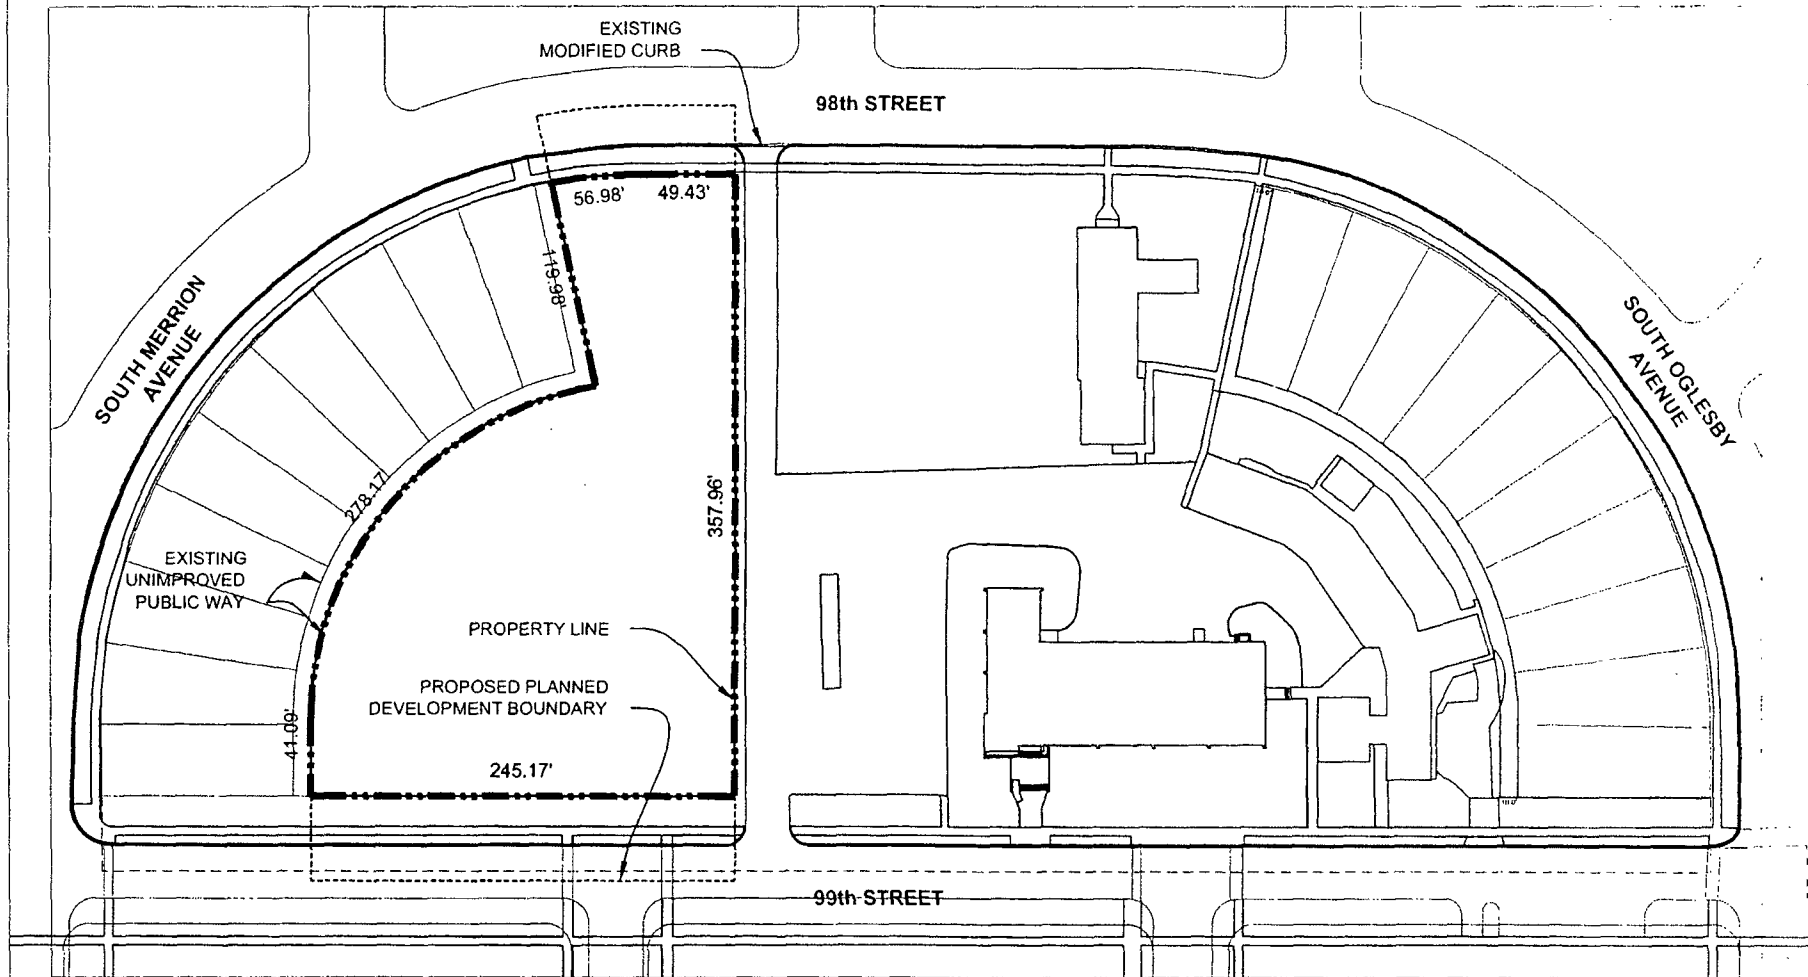 EXISTING
MODIFIED CURB
98th STREET
56.98'
49.43'
119.98'
SOUTH MERRION
AVENUE
SOUTH OGLESBY
AVENUE
278.17'
357.96'
EXISTING
UNIMPROVED
PUBLIC WAY
PROPERTY LINE
PROPOSED PLANNED
DEVELOPMENT BOUNDARY
41.09'
245.17'
99th STREET